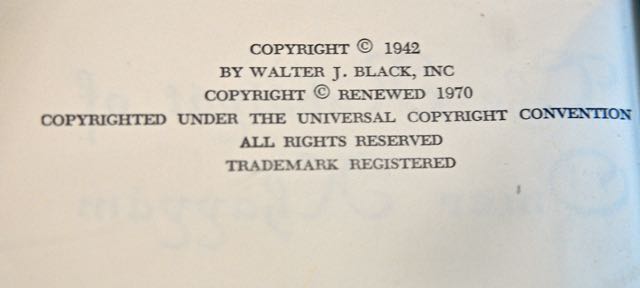 COPYRIGHT © 1942
BY WALTER J. BLACK, INC
COPYRIGHT © RENEWED 1970
COPYRIGHTED UNDER THE UNIVERSAL COPYRIGHT CONVENTION
ALL RIGHTS RESERVED
TRADEMARK REGISTERED